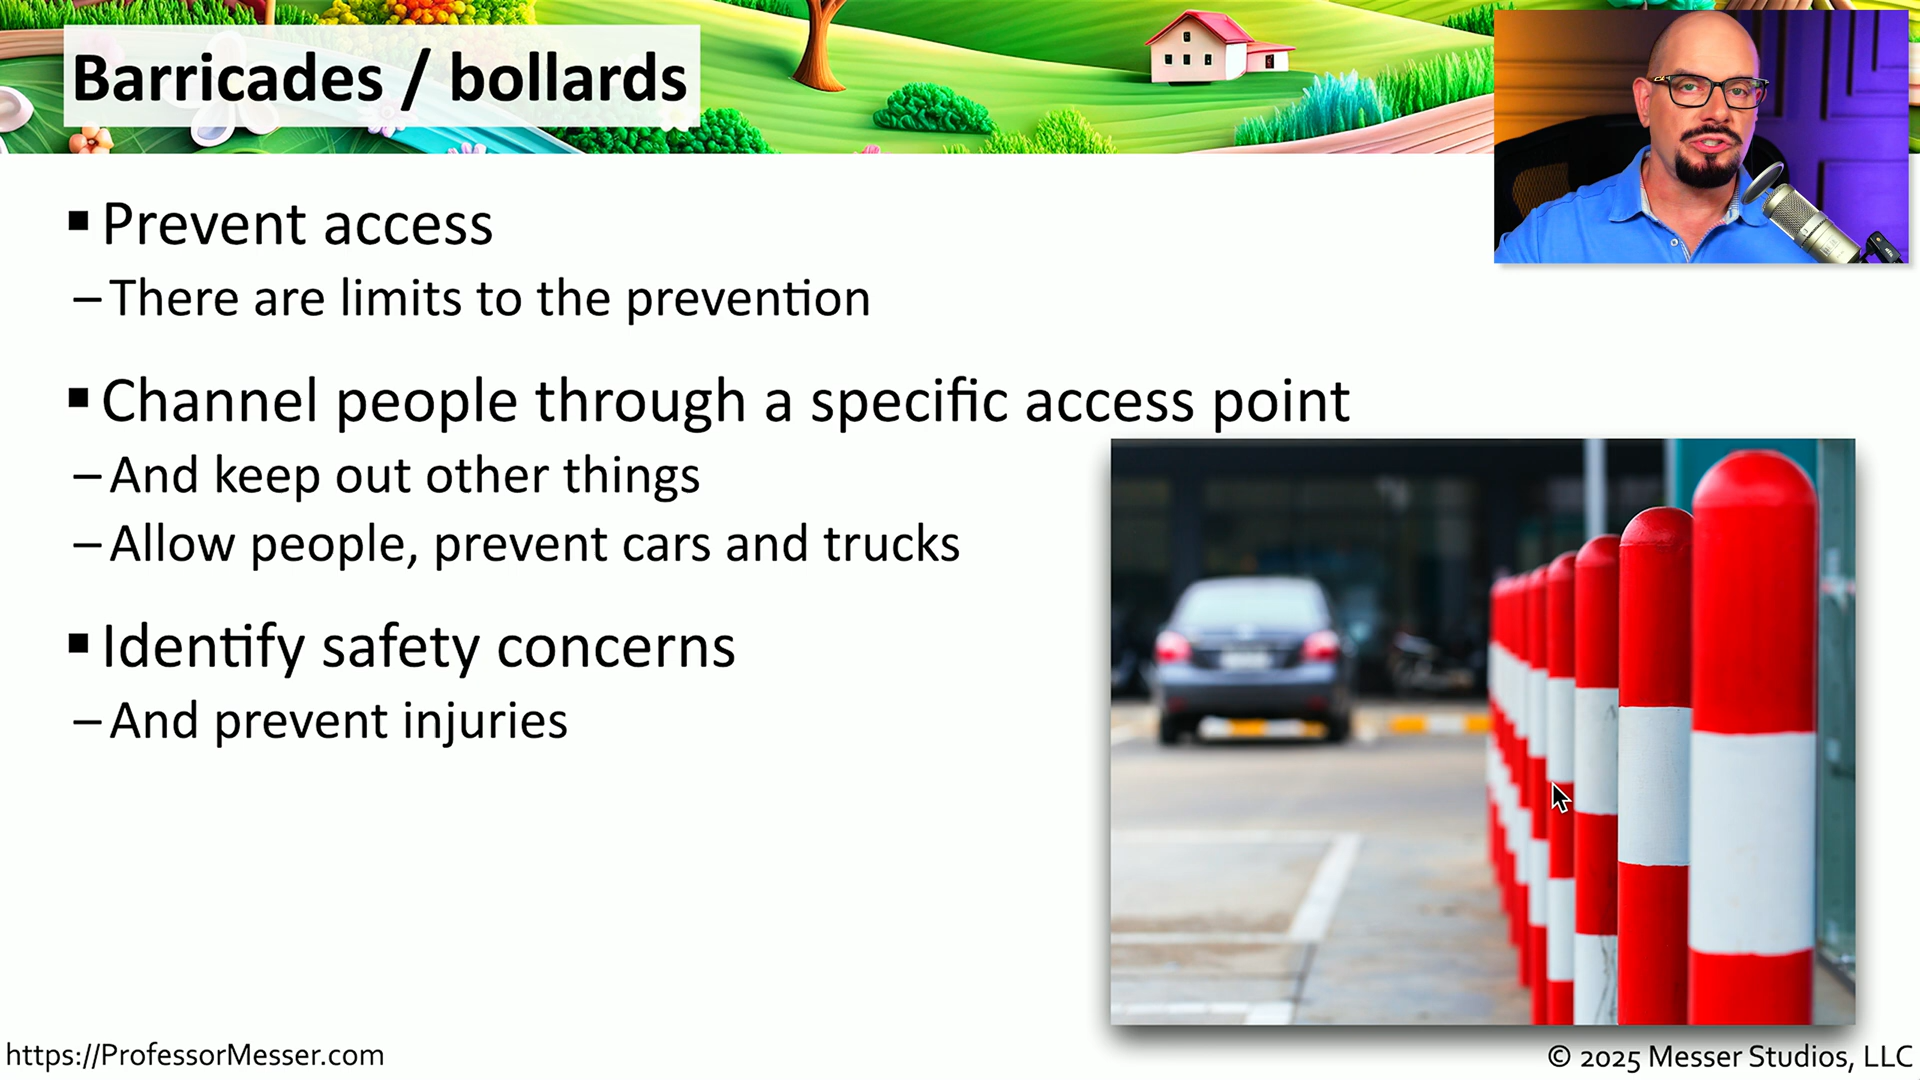 Barricades / bollards
▪ Prevent access
– There are limits to the prevention
▪ Channel people through a specific access point
– And keep out other things
– Allow people, prevent cars and trucks
▪ Identify safety concerns
– And prevent injuries
https://ProfessorMesser.com
© 2025 Messer Studios, LLC